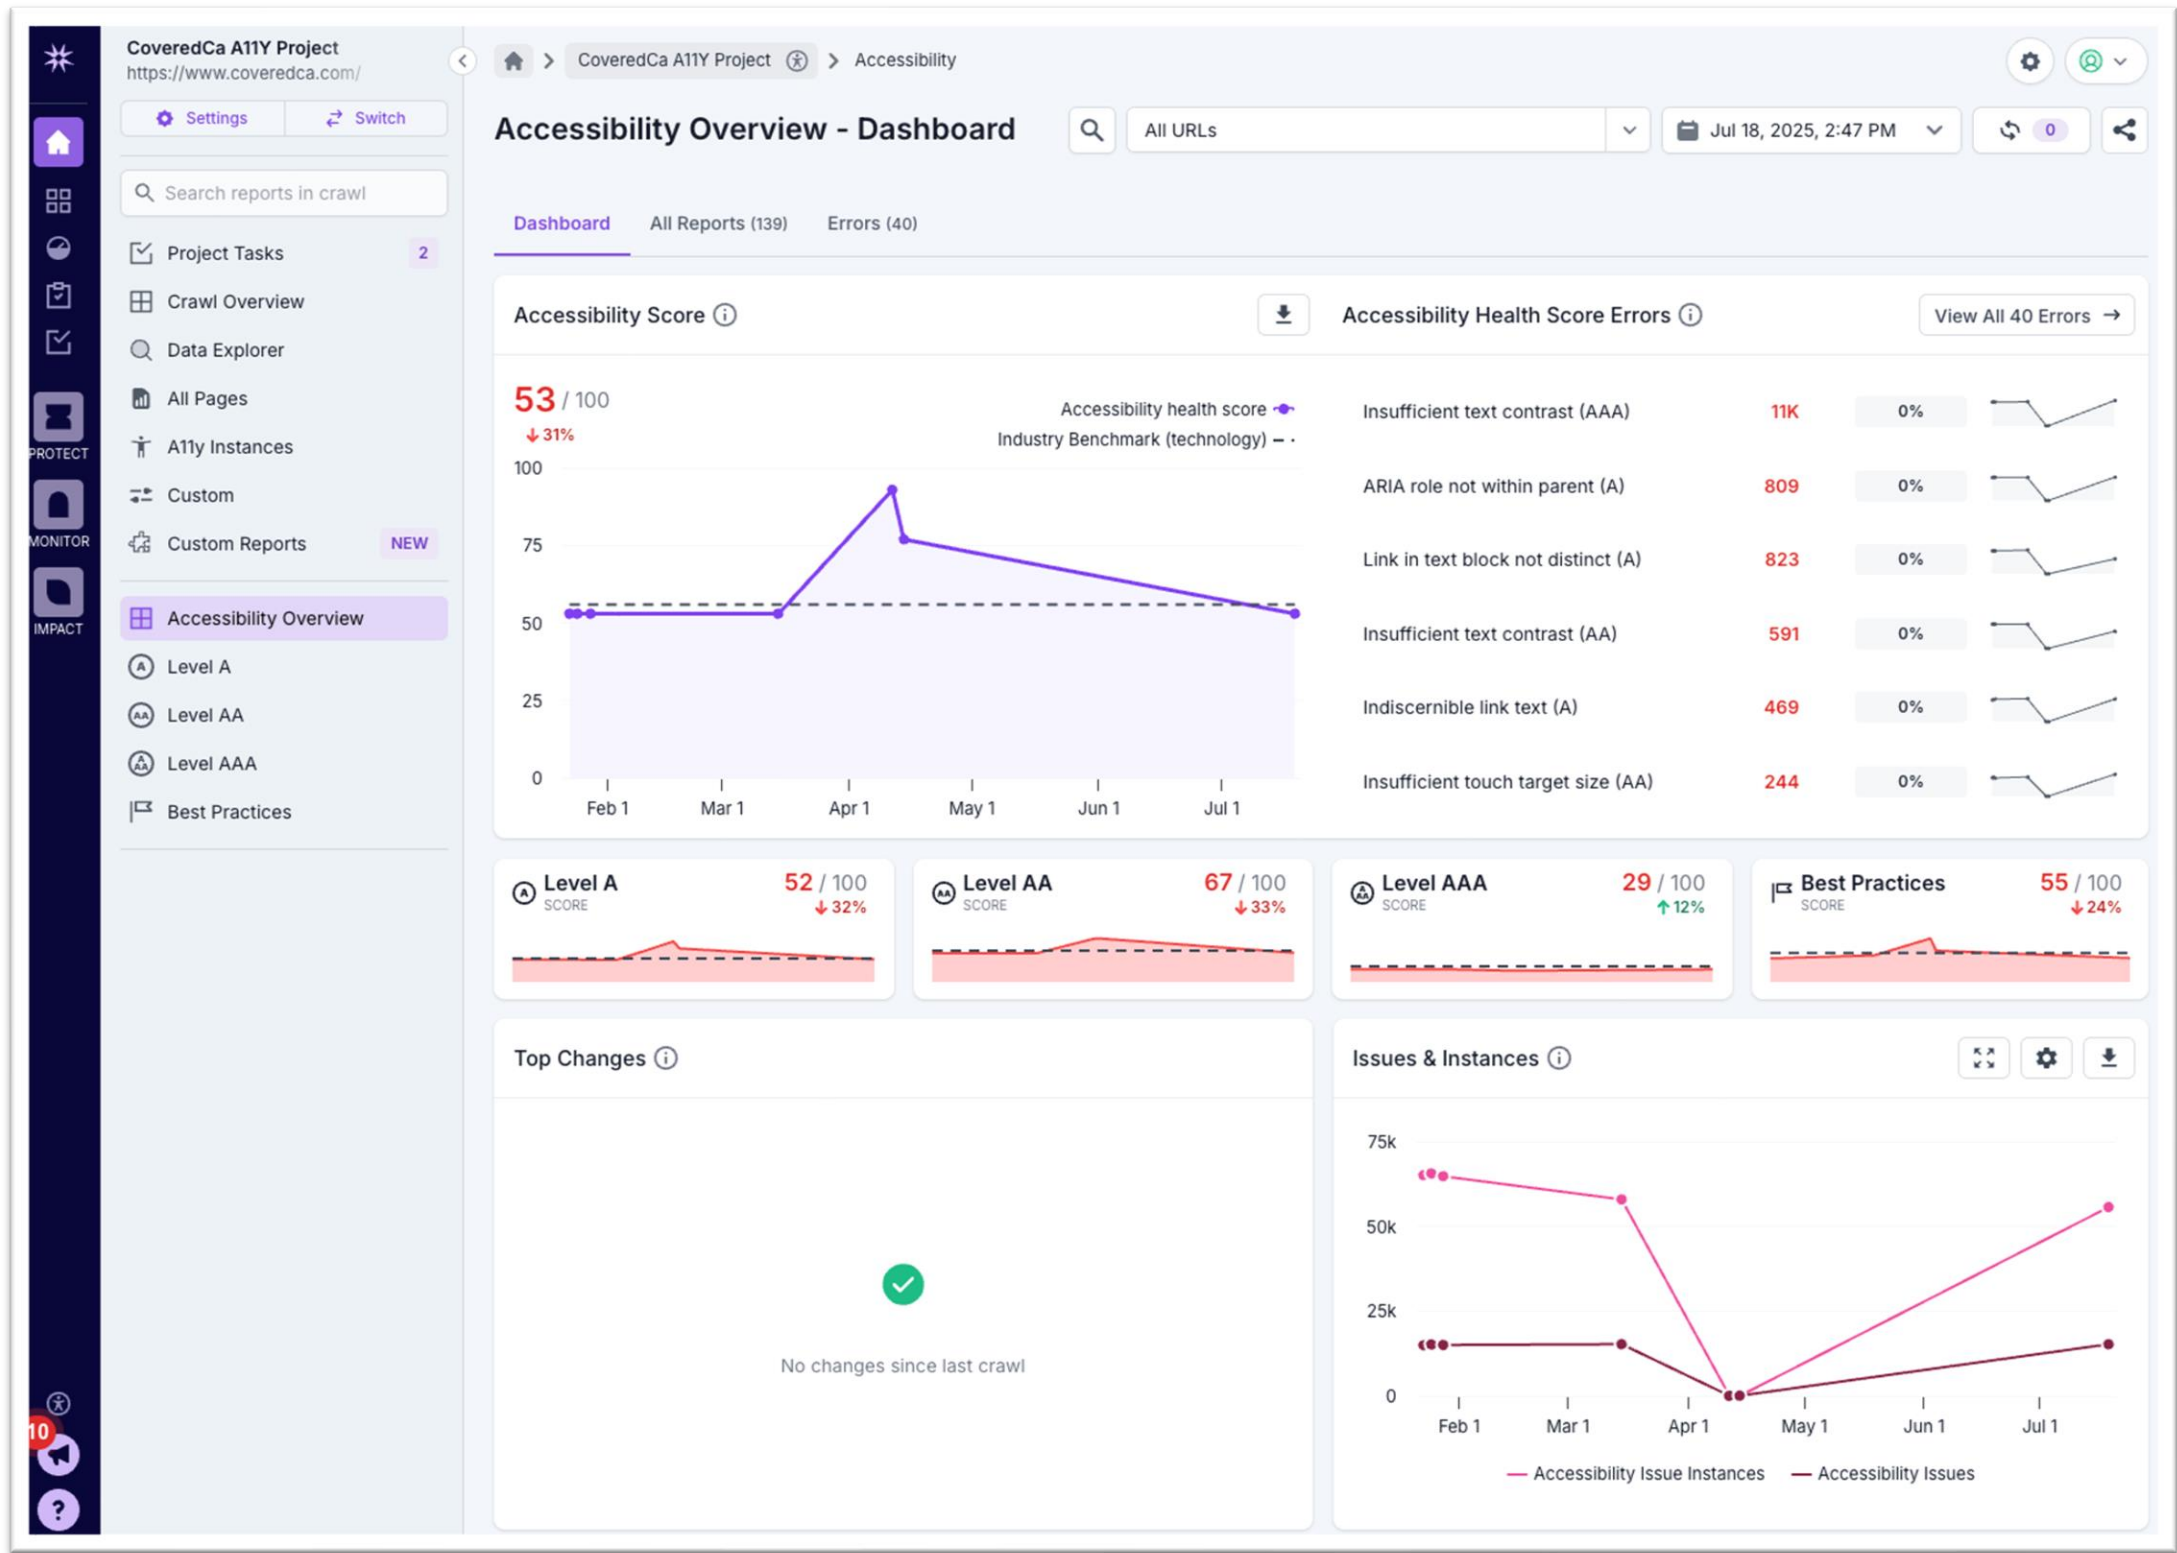 CoveredCa A11Y Project
https://www.coveredca.com/
Settings
Switch
Search reports in crawl
Project Tasks
2
Crawl Overview
Data Explorer
All Pages
A11y Instances
Custom
Custom Reports
NEW
Accessibility Overview
A Level A
AA Level AA
AAA Level AAA
Best Practices
PROTECT
MONITOR
IMPACT
10
?
CoveredCa A11Y Project
Accessibility
Accessibility Overview - Dashboard
All URLs
Jul 18, 2025, 2:47 PM
0
Dashboard
All Reports (139)
Errors (40)
Accessibility Score
53 / 100
31%
Accessibility health score
Industry Benchmark (technology)
100
75
50
25
0
Feb 1
Mar 1
Apr 1
May 1
Jun 1
Jul 1
Accessibility Health Score Errors
View All 40 Errors
Insufficient text contrast (AAA) 11K 0%
ARIA role not within parent (A) 809 0%
Link in text block not distinct (A) 823 0%
Insufficient text contrast (AA) 591 0%
Indiscernible link text (A) 469 0%
Insufficient touch target size (AA) 244 0%
A Level A
SCORE
52 / 100
32%
AA Level AA
SCORE
67 / 100
33%
AAA Level AAA
SCORE
29 / 100
12%
Best Practices
SCORE
55 / 100
24%
Top Changes
No changes since last crawl
Issues & Instances
75k
50k
25k
0
Feb 1
Mar 1
Apr 1
May 1
Jun 1
Jul 1
Accessibility Issue Instances
Accessibility Issues